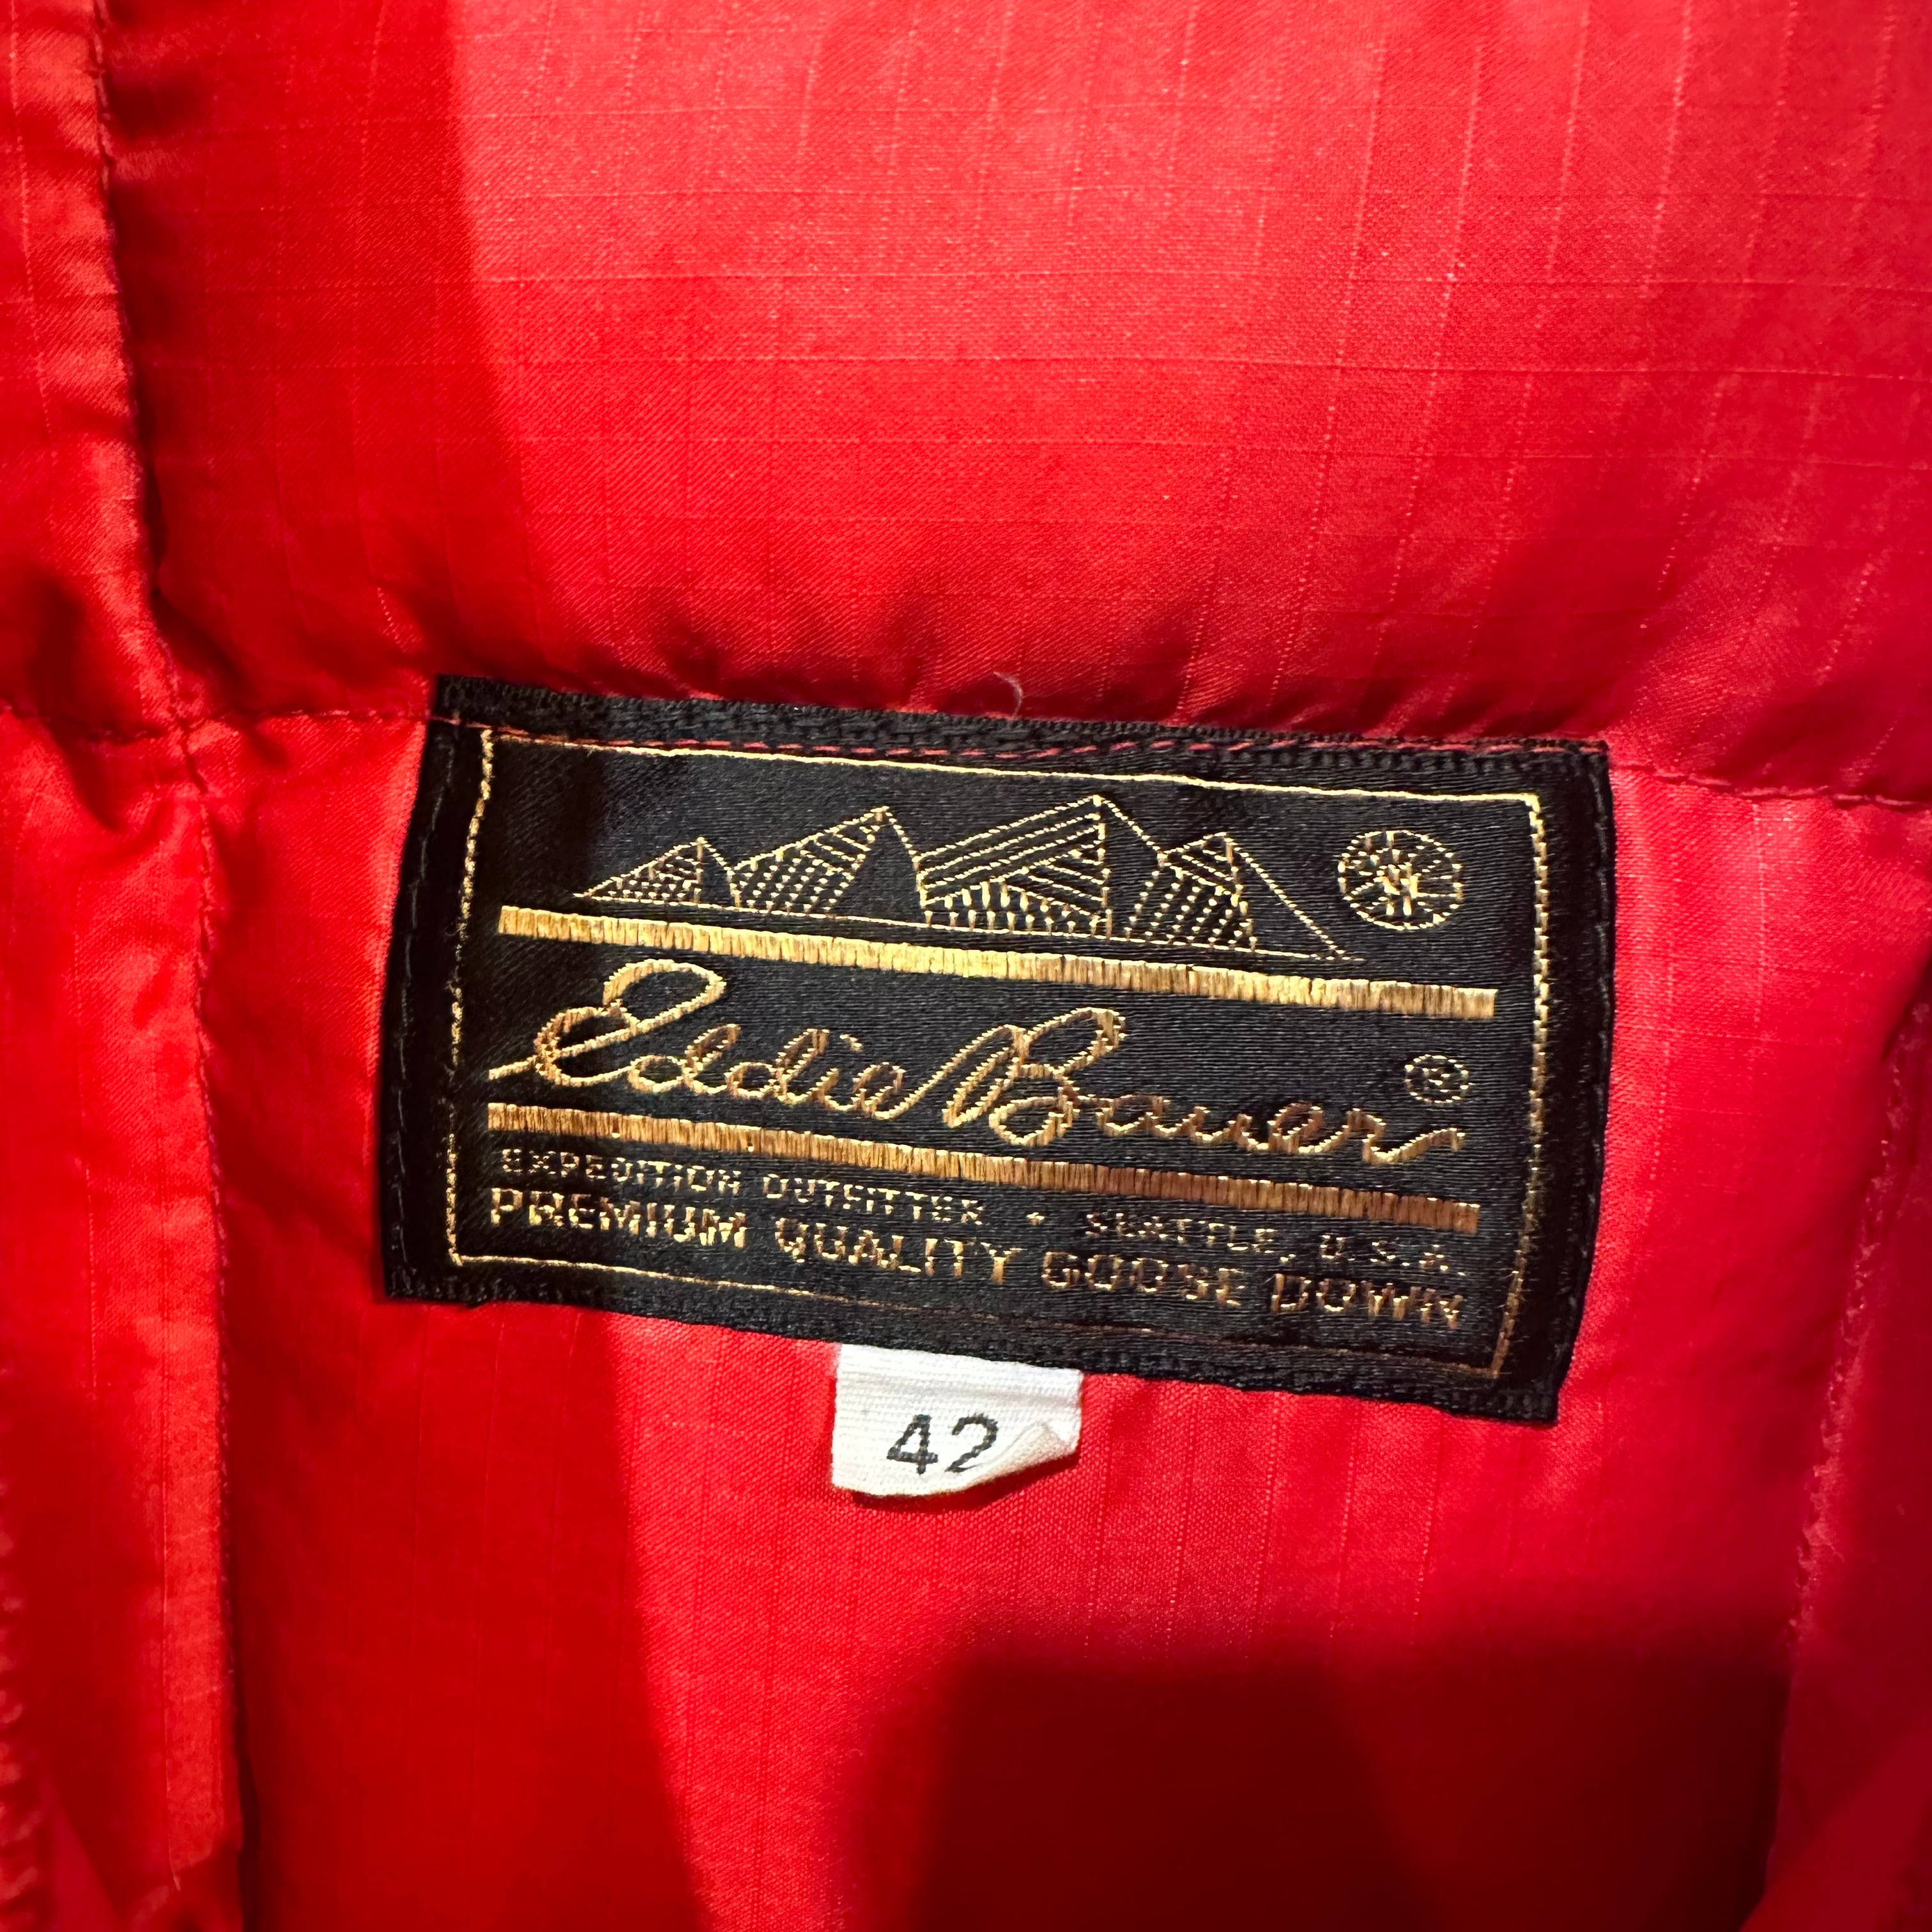 Eddie Bauer ®
EXPEDITION OUTFITTER • SEATTLE, U.S.A.
PREMIUM QUALITY GOOSE DOWN
42